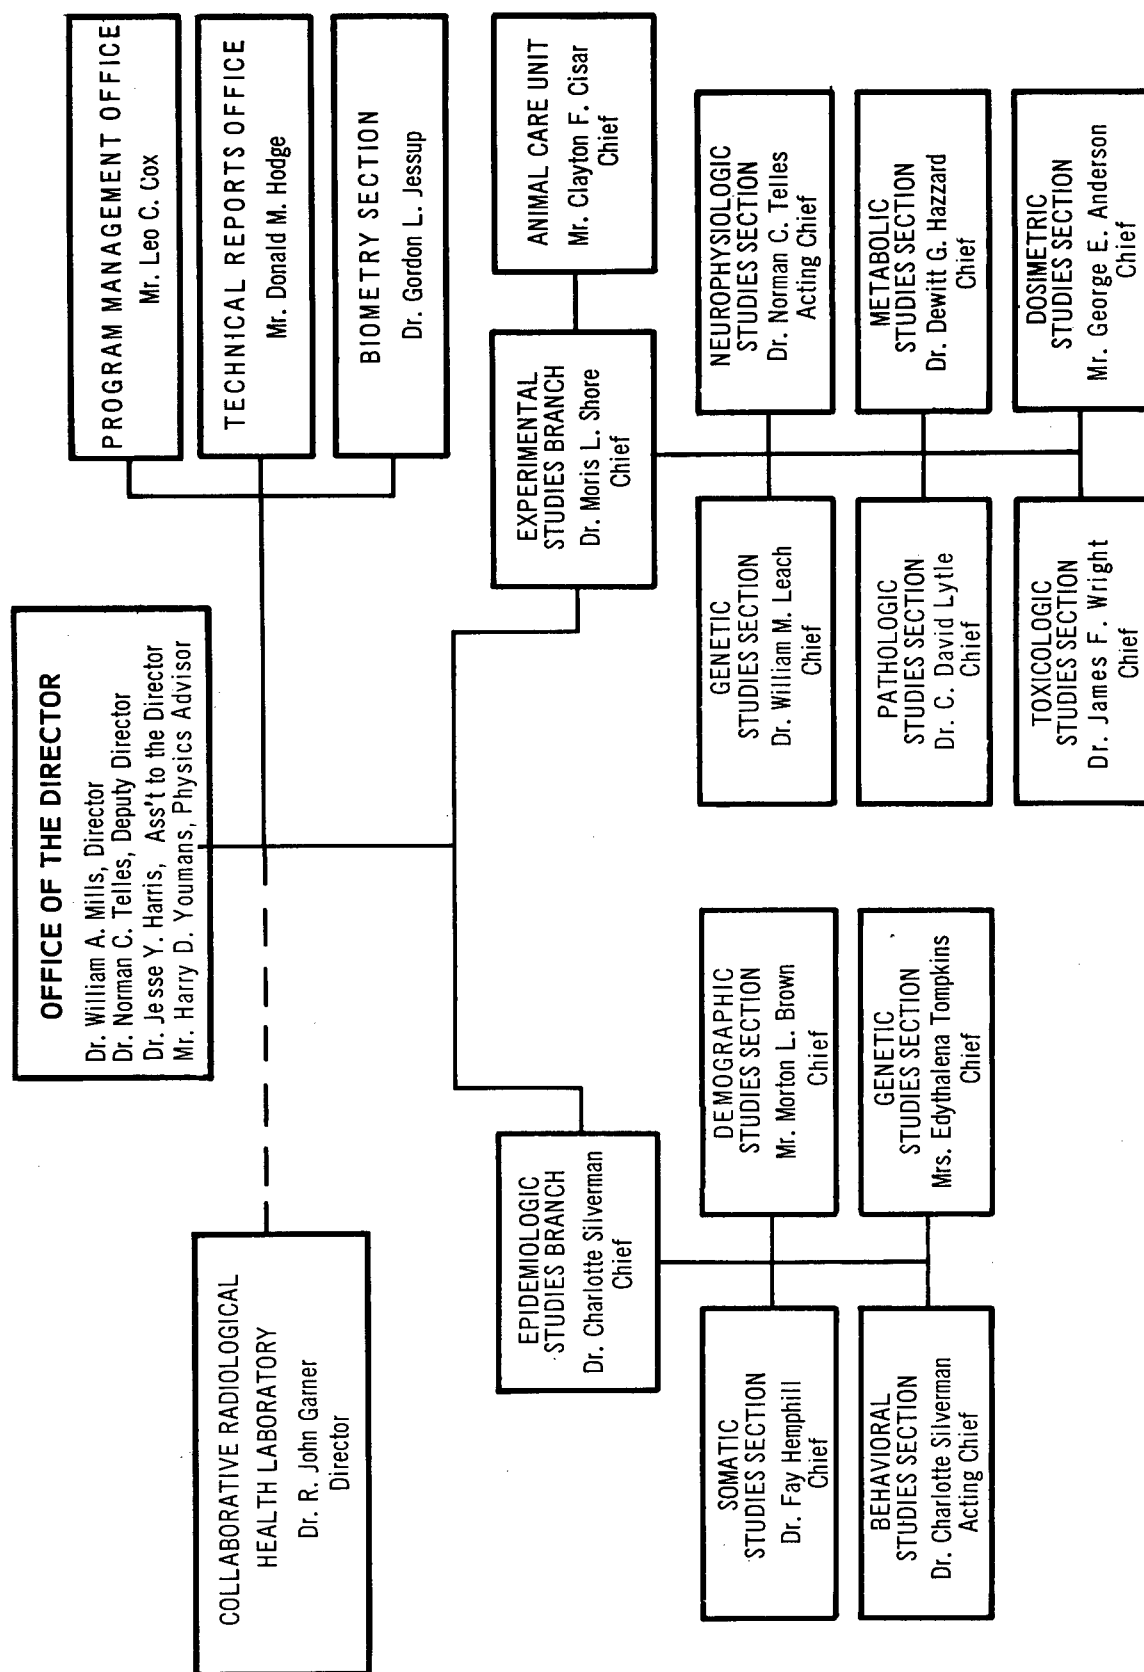 OFFICE OF THE DIRECTOR
Dr. William A. Mills, Director
Dr. Norman C. Telles, Deputy Director
Dr. Jesse Y. Harris, Ass't to the Director
Mr. Harry D. Youmans, Physics Advisor
PROGRAM MANAGEMENT OFFICE
Mr. Leo C. Cox
TECHNICAL REPORTS OFFICE
Mr. Donald M. Hodge
BIOMETRY SECTION
Dr. Gordon L. Jessup
COLLABORATIVE RADIOLOGICAL
HEALTH LABORATORY
Dr. R. John Garner
Director
EPIDEMIOLOGIC
STUDIES BRANCH
Dr. Charlotte Silverman
Chief
EXPERIMENTAL
STUDIES BRANCH
Dr. Moris L. Shore
Chief
ANIMAL CARE UNIT
Mr. Clayton F. Cisar
Chief
SOMATIC
STUDIES SECTION
Dr. Fay Hemphill
Chief
DEMOGRAPHIC
STUDIES SECTION
Mr. Morton L. Brown
Chief
BEHAVIORAL
STUDIES SECTION
Dr. Charlotte Silverman
Acting Chief
GENETIC
STUDIES SECTION
Mrs. Edythalena Tompkins
Chief
GENETIC
STUDIES SECTION
Dr. William M. Leach
Chief
NEUROPHYSIOLOGIC
STUDIES SECTION
Dr. Norman C. Telles
Acting Chief
PATHOLOGIC
STUDIES SECTION
Dr. C. David Lytle
Chief
METABOLIC
STUDIES SECTION
Dr. Dewitt G. Hazzard
Chief
TOXICOLOGIC
STUDIES SECTION
Dr. James F. Wright
Chief
DOSIMETRIC
STUDIES SECTION
Mr. George E. Anderson
Chief